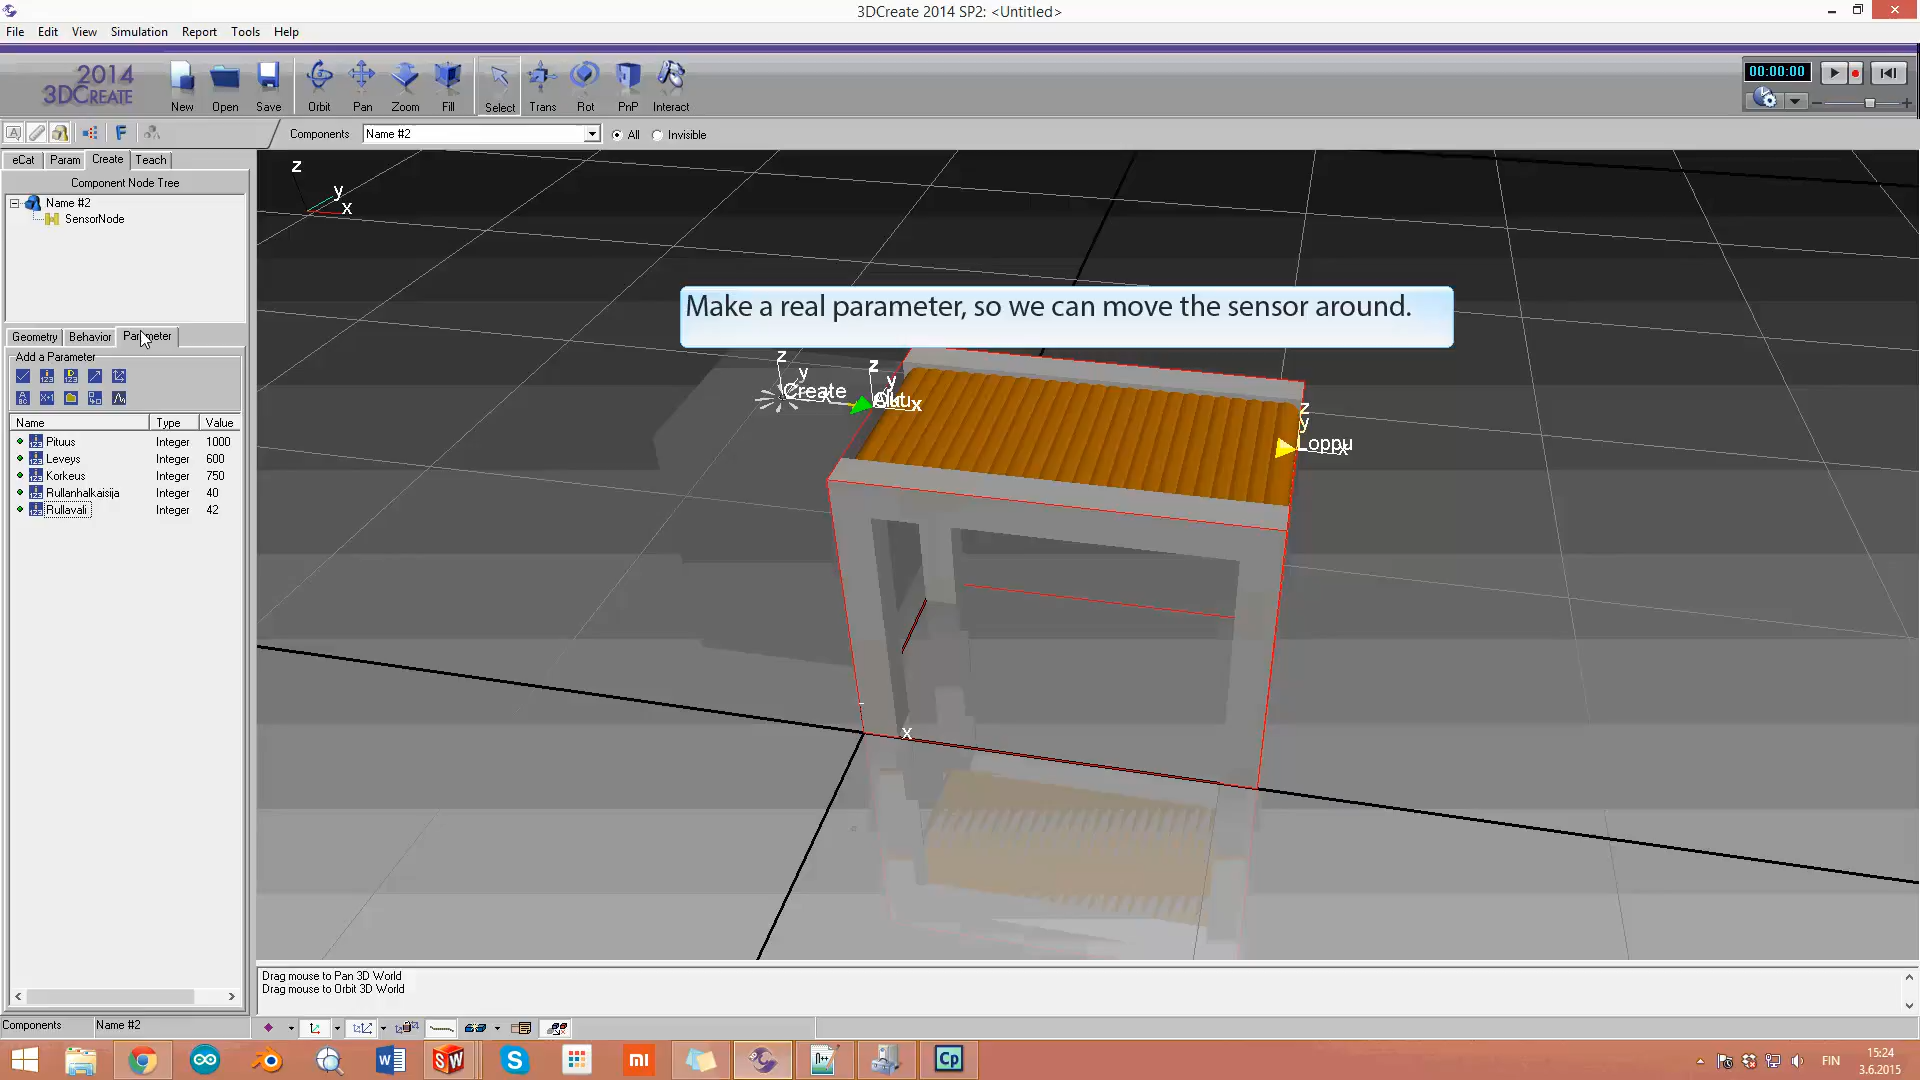 3DCreate 2014 SP2: <Untitled>
File Edit View Simulation Report Tools Help
2014
3DCREATE
New Open Save Orbit Pan Zoom Fill Select Trans Rot PnP Interact
00:00:00
Components Name #2 All Invisible
eCat Param Create Teach
Component Node Tree
Name #2
SensorNode
Geometry Behavior Parameter
Add a Parameter
Name Type Value
Pituus Integer 1000
Leveys Integer 600
Korkeus Integer 750
Rullanhalkaisija Integer 40
Rullavali Integer 42
z
y
x
Make a real parameter, so we can move the sensor around.
z
y
Create
z
y
x
z
y
Loppu
x
x
Drag mouse to Pan 3D World
Drag mouse to Orbit 3D World
Components Name #2
FIN
15:24
3.6.2015